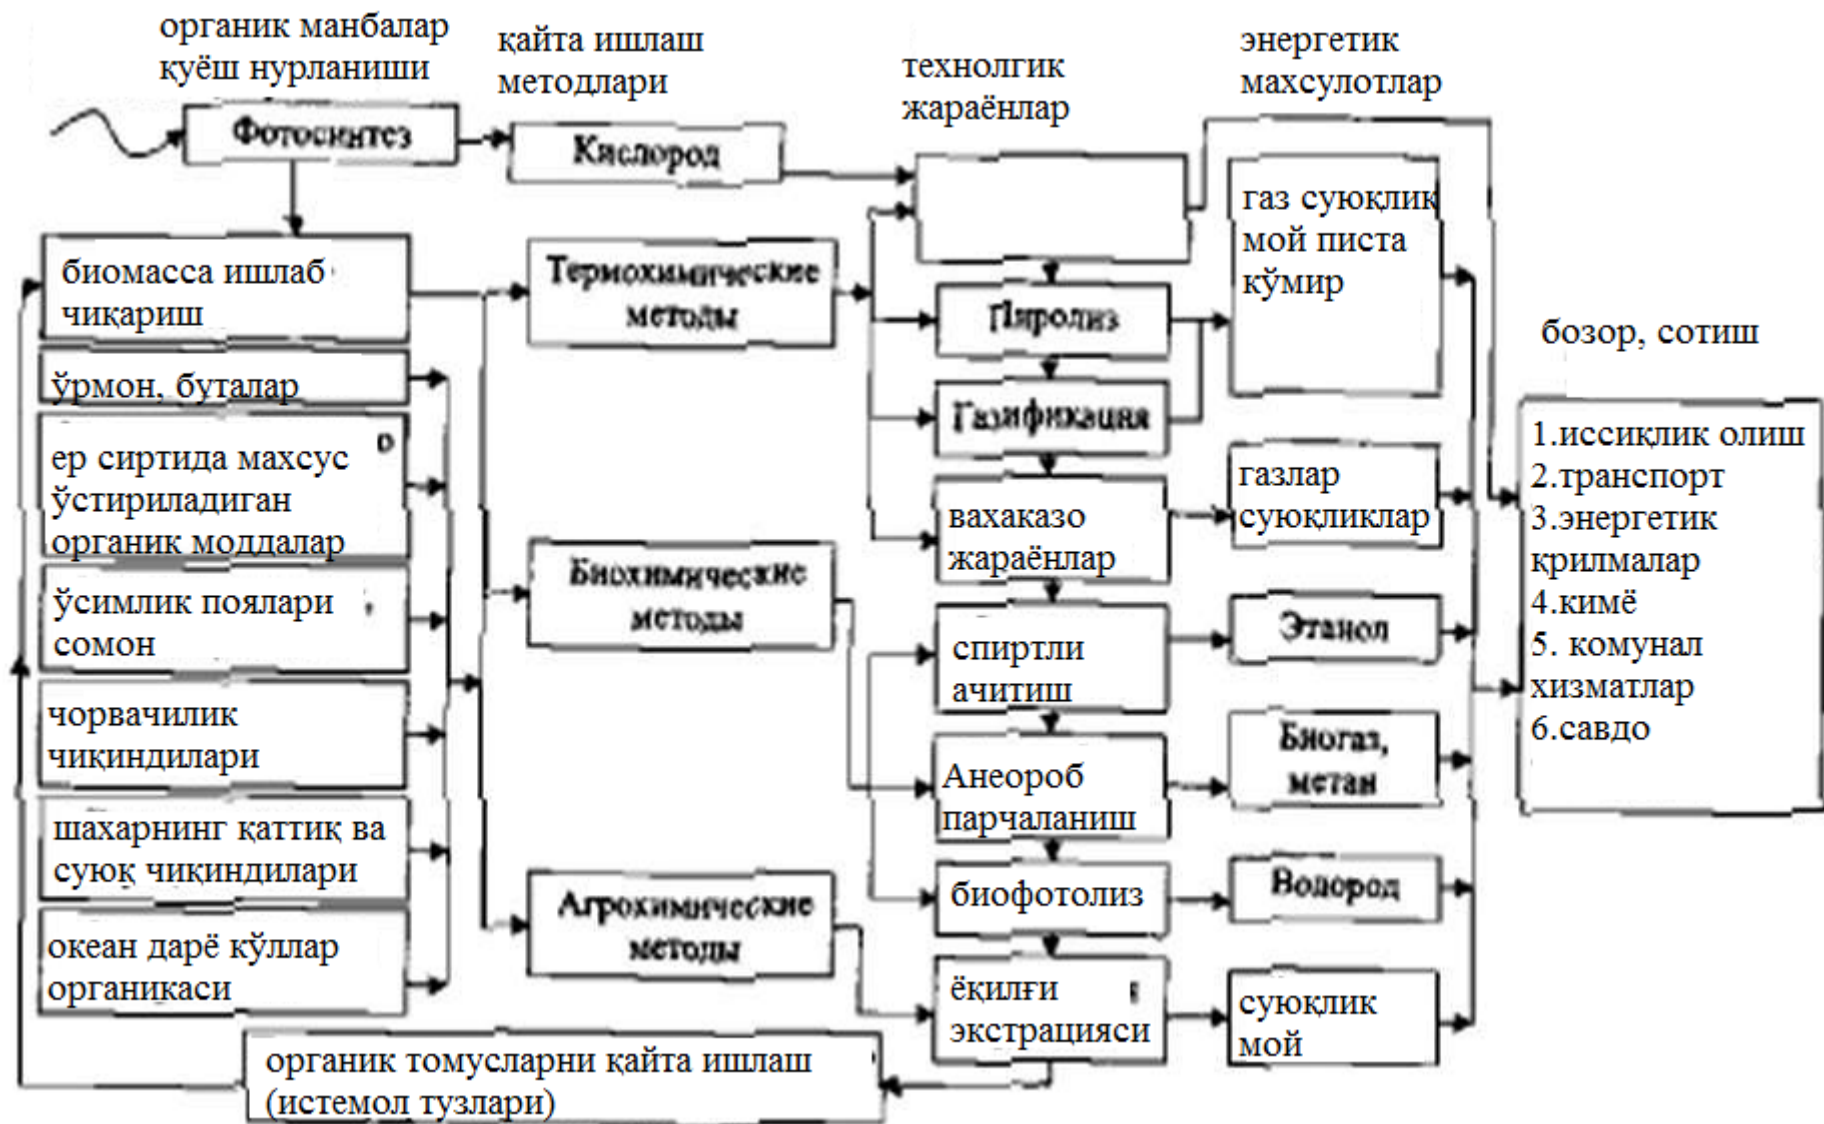 органик манбалар
қуёш нурланиши
қайта ишлаш
методлари
технолгик
жараёнлар
энергетик
махсулотлар
Фотосинтез
Кислород
биомасса ишлаб
чиқариш
ўрмон, буталар
ер сиртида махсус
ўстириладиган
органик моддалар
ўсимлик поялари
сомон
чорвачилик
чиқиндилари
шахарнинг қаттиқ ва
суюқ чиқиндилари
океан дарё кўллар
органикаси
Термохимические
методы
Биохимические
методы
Агрохимические
методы
Пиролиз
Газификация
вахаказо
жараёнлар
спиртли
ачитиш
Анеороб
парчаланиш
биофотолиз
ёқилғи
экстрацияси
газ суюқлик
мой писта
кўмир
газлар
суюқликлар
Этанол
Биогаз,
метан
Водород
суюқлик
мой
бозор, сотиш
1.иссиқлик олиш
2.транспорт
3.энергетик
қрилмалар
4.кимё
5. комунал
хизматлар
6.савдо
органик томусларни қайта ишлаш
(истемол тузлари)